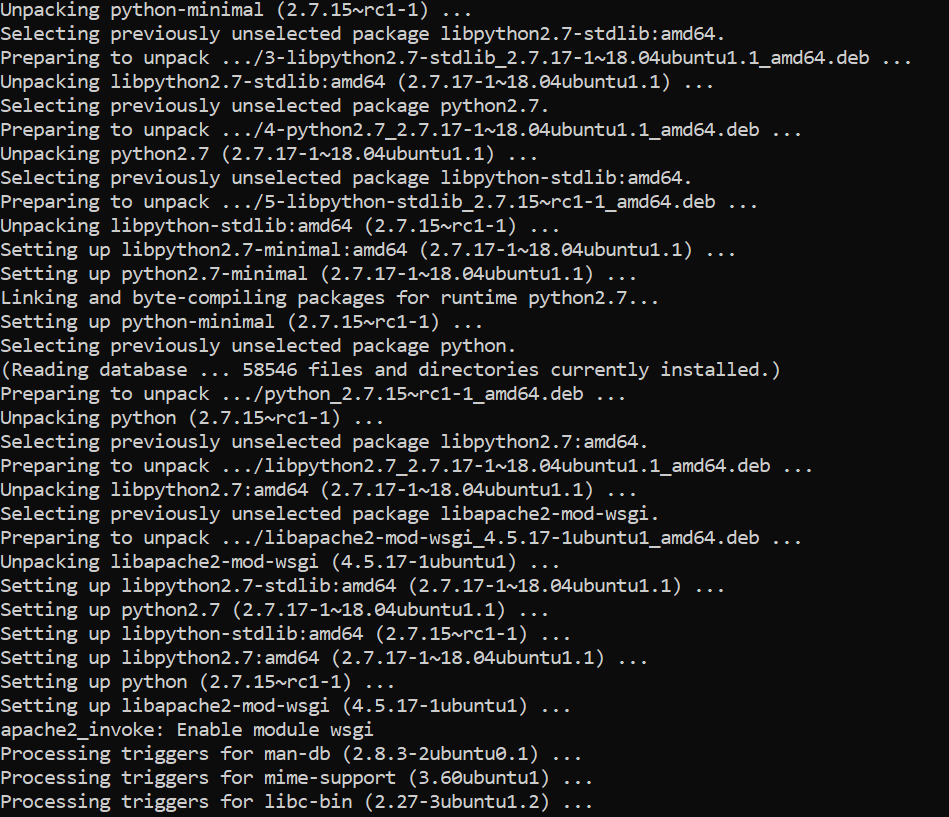 Unpacking python-minimal (2.7.15~rc1-1) ...
Selecting previously unselected package libpython2.7-stdlib:amd64.
Preparing to unpack .../3-libpython2.7-stdlib_2.7.17-1~18.04ubuntu1.1_amd64.deb ...
Unpacking libpython2.7-stdlib:amd64 (2.7.17-1~18.04ubuntu1.1) ...
Selecting previously unselected package python2.7.
Preparing to unpack .../4-python2.7_2.7.17-1~18.04ubuntu1.1_amd64.deb ...
Unpacking python2.7 (2.7.17-1~18.04ubuntu1.1) ...
Selecting previously unselected package libpython-stdlib:amd64.
Preparing to unpack .../5-libpython-stdlib_2.7.15~rc1-1_amd64.deb ...
Unpacking libpython-stdlib:amd64 (2.7.15~rc1-1) ...
Setting up libpython2.7-minimal:amd64 (2.7.17-1~18.04ubuntu1.1) ...
Setting up python2.7-minimal (2.7.17-1~18.04ubuntu1.1) ...
Linking and byte-compiling packages for runtime python2.7...
Setting up python-minimal (2.7.15~rc1-1) ...
Selecting previously unselected package python.
(Reading database ... 58546 files and directories currently installed.)
Preparing to unpack .../python_2.7.15~rc1-1_amd64.deb ...
Unpacking python (2.7.15~rc1-1) ...
Selecting previously unselected package libpython2.7:amd64.
Preparing to unpack .../libpython2.7_2.7.17-1~18.04ubuntu1.1_amd64.deb ...
Unpacking libpython2.7:amd64 (2.7.17-1~18.04ubuntu1.1) ...
Selecting previously unselected package libapache2-mod-wsgi.
Preparing to unpack .../libapache2-mod-wsgi_4.5.17-1ubuntu1_amd64.deb ...
Unpacking libapache2-mod-wsgi (4.5.17-1ubuntu1) ...
Setting up libpython2.7-stdlib:amd64 (2.7.17-1~18.04ubuntu1.1) ...
Setting up python2.7 (2.7.17-1~18.04ubuntu1.1) ...
Setting up libpython-stdlib:amd64 (2.7.15~rc1-1) ...
Setting up libpython2.7:amd64 (2.7.17-1~18.04ubuntu1.1) ...
Setting up python (2.7.15~rc1-1) ...
Setting up libapache2-mod-wsgi (4.5.17-1ubuntu1) ...
apache2_invoke: Enable module wsgi
Processing triggers for man-db (2.8.3-2ubuntu0.1) ...
Processing triggers for mime-support (3.60ubuntu1) ...
Processing triggers for libc-bin (2.27-3ubuntu1.2) ...